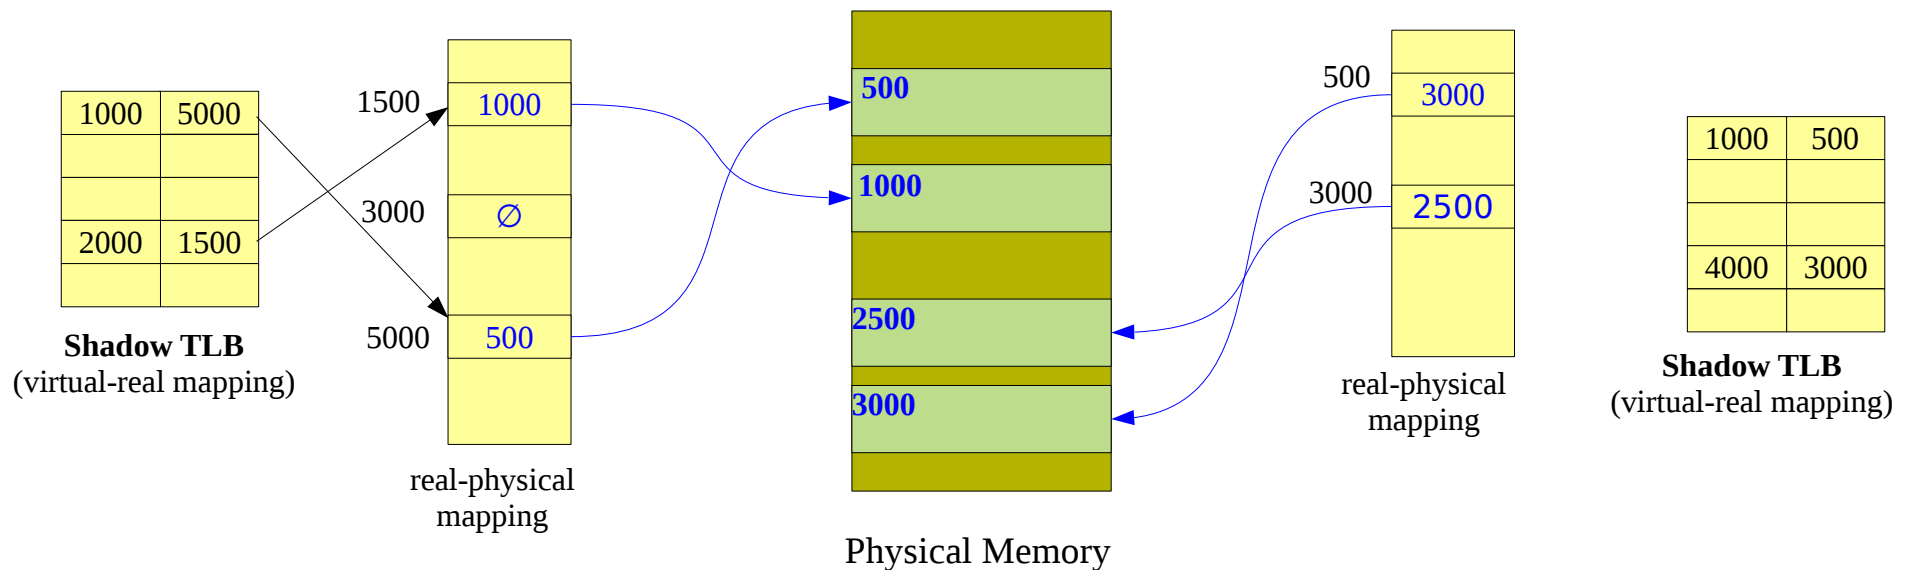 1000 5000
2000 1500
Shadow TLB
(virtual-real mapping)
1500 1000
3000 ∅
5000 500
real-physical
mapping
500
1000
2500
3000
Physical Memory
500 3000
3000 2500
real-physical
mapping
1000 500
4000 3000
Shadow TLB
(virtual-real mapping)